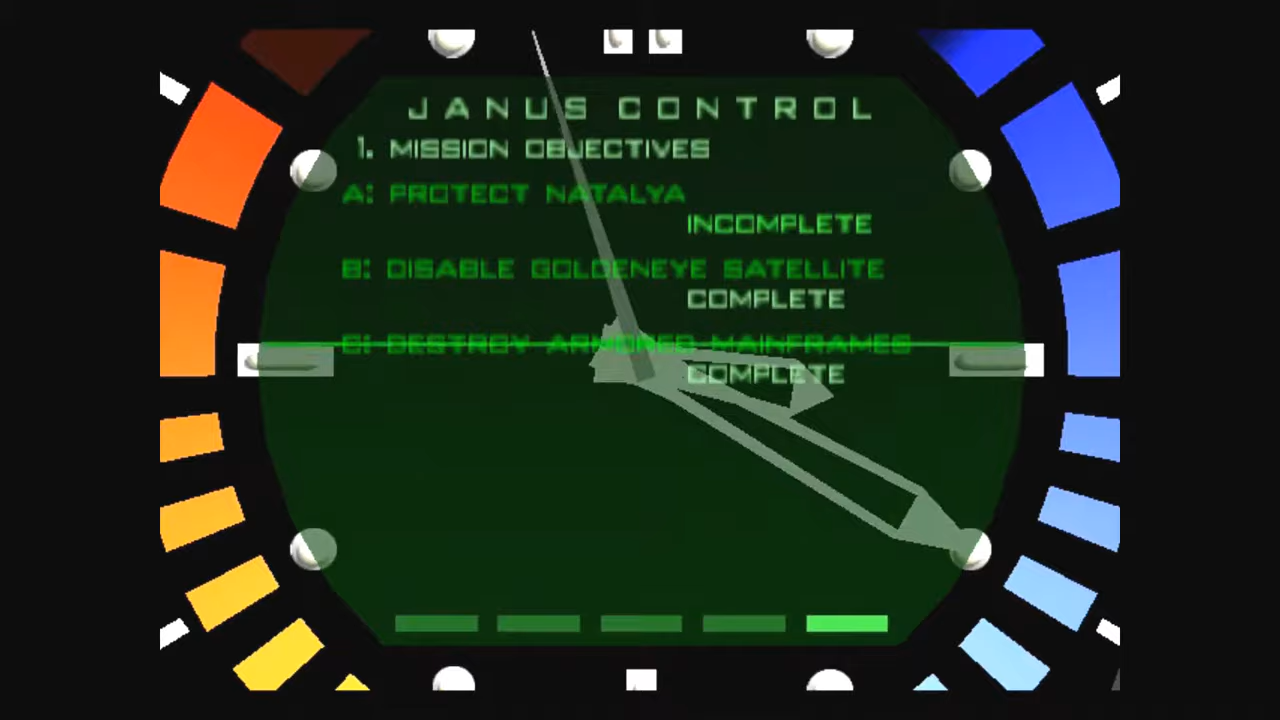 JANUS CONTROL
1. MISSION OBJECTIVES
A: PROTECT NATALYA
INCOMPLETE
B: DISABLE GOLDENEYE SATELLITE
COMPLETE
C: DESTROY ARMORED MAINFRAMES
COMPLETE